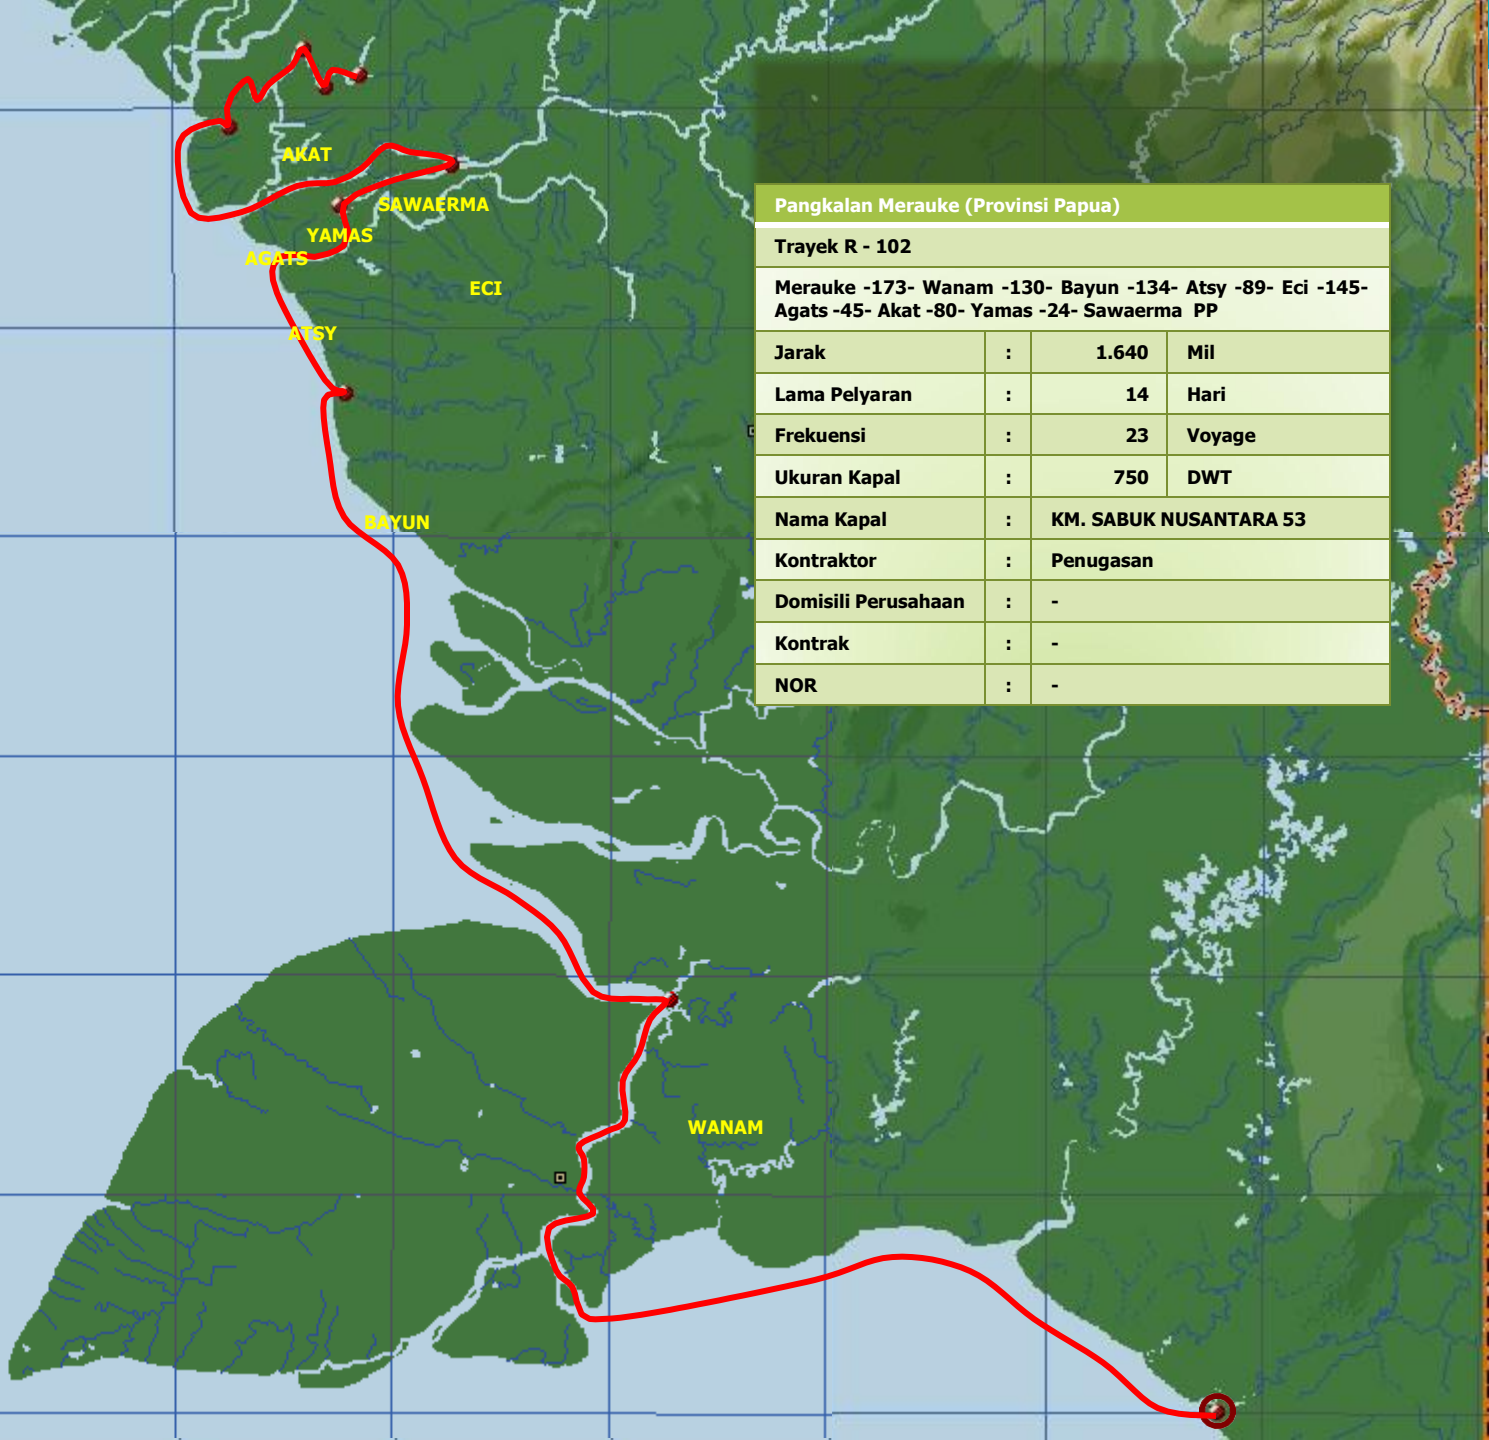 AKAT
SAWAERMA
YAMAS
AGATS
ECI
ATSY
BAYUN
WANAM
Pangkalan Merauke (Provinsi Papua)
Trayek R - 102
Merauke -173- Wanam -130- Bayun -134- Atsy -89- Eci -145-
Agats -45- Akat -80- Yamas -24- Sawaerma PP
Jarak : 1.640 Mil
Lama Pelyaran : 14 Hari
Frekuensi : 23 Voyage
Ukuran Kapal : 750 DWT
Nama Kapal : KM. SABUK NUSANTARA 53
Kontraktor : Penugasan
Domisili Perusahaan : -
Kontrak : -
NOR : -